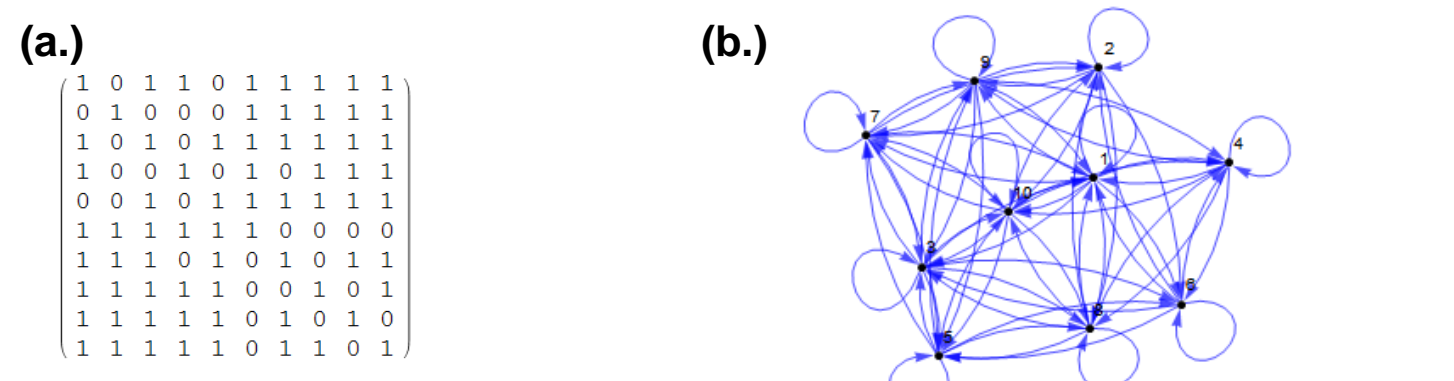 (a.)
1 0 1 1 0 1 1 1 1 1
0 1 0 0 0 1 1 1 1 1
1 0 1 0 1 1 1 1 1 1
1 0 0 1 0 1 0 1 1 1
0 0 1 0 1 1 1 1 1 1
1 1 1 1 1 1 0 0 0 0
1 1 1 0 1 0 1 0 1 1
1 1 1 1 1 0 0 1 0 1
1 1 1 1 1 0 1 0 1 0
1 1 1 1 1 0 1 1 0 1
(b.)
2
9
7
4
1
10
3
5